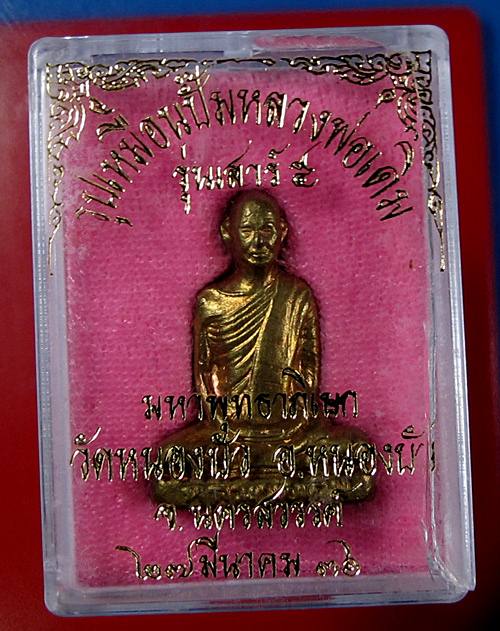 รูปเหมือนปั๊มหลวงพ่อเดิม
รุ่นเสาร์ ๕
มหาพุทธาภิเษก
วัดหนองบัว อ.หนองบัว
จ.นครสวรรค์
๒๗ มีนาคม ๓๖